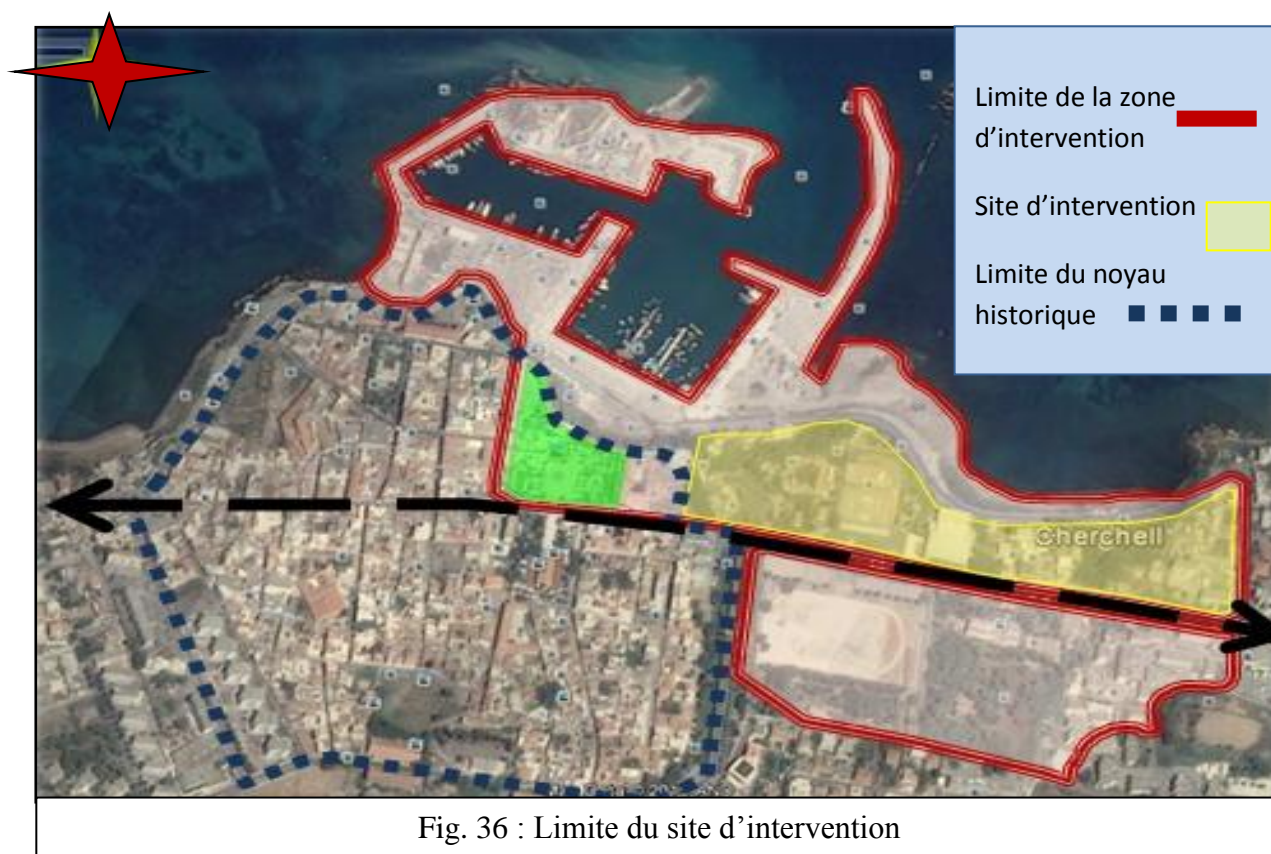 Limite de la zone
d’intervention
Site d’intervention
Limite du noyau
historique
Cherchell
Fig. 36 : Limite du site d’intervention